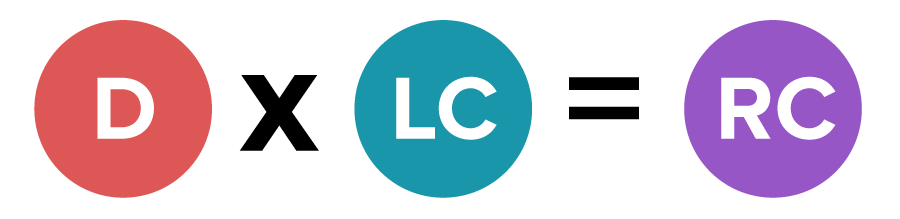 D x LC = RC